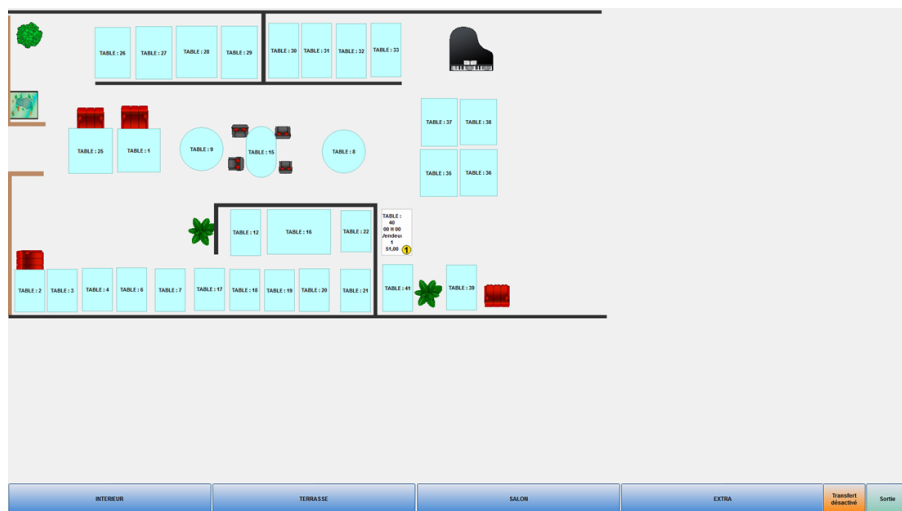 TABLE : 26
TABLE : 27
TABLE : 28
TABLE : 29
TABLE : 30
TABLE : 31
TABLE : 32
TABLE : 33
TABLE : 37
TABLE : 38
TABLE : 25
TABLE : 1
TABLE : 9
TABLE : 15
TABLE : 8
TABLE : 35
TABLE : 36
TABLE : 12
TABLE : 16
TABLE : 22
TABLE :
40
00 H 00
Vendeur
1
51,00
1
TABLE : 2
TABLE : 3
TABLE : 4
TABLE : 6
TABLE : 7
TABLE : 17
TABLE : 18
TABLE : 19
TABLE : 20
TABLE : 21
TABLE : 41
TABLE : 39
INTERIEUR
TERRASSE
SALON
EXTRA
Transfert
désactivé
Sortie